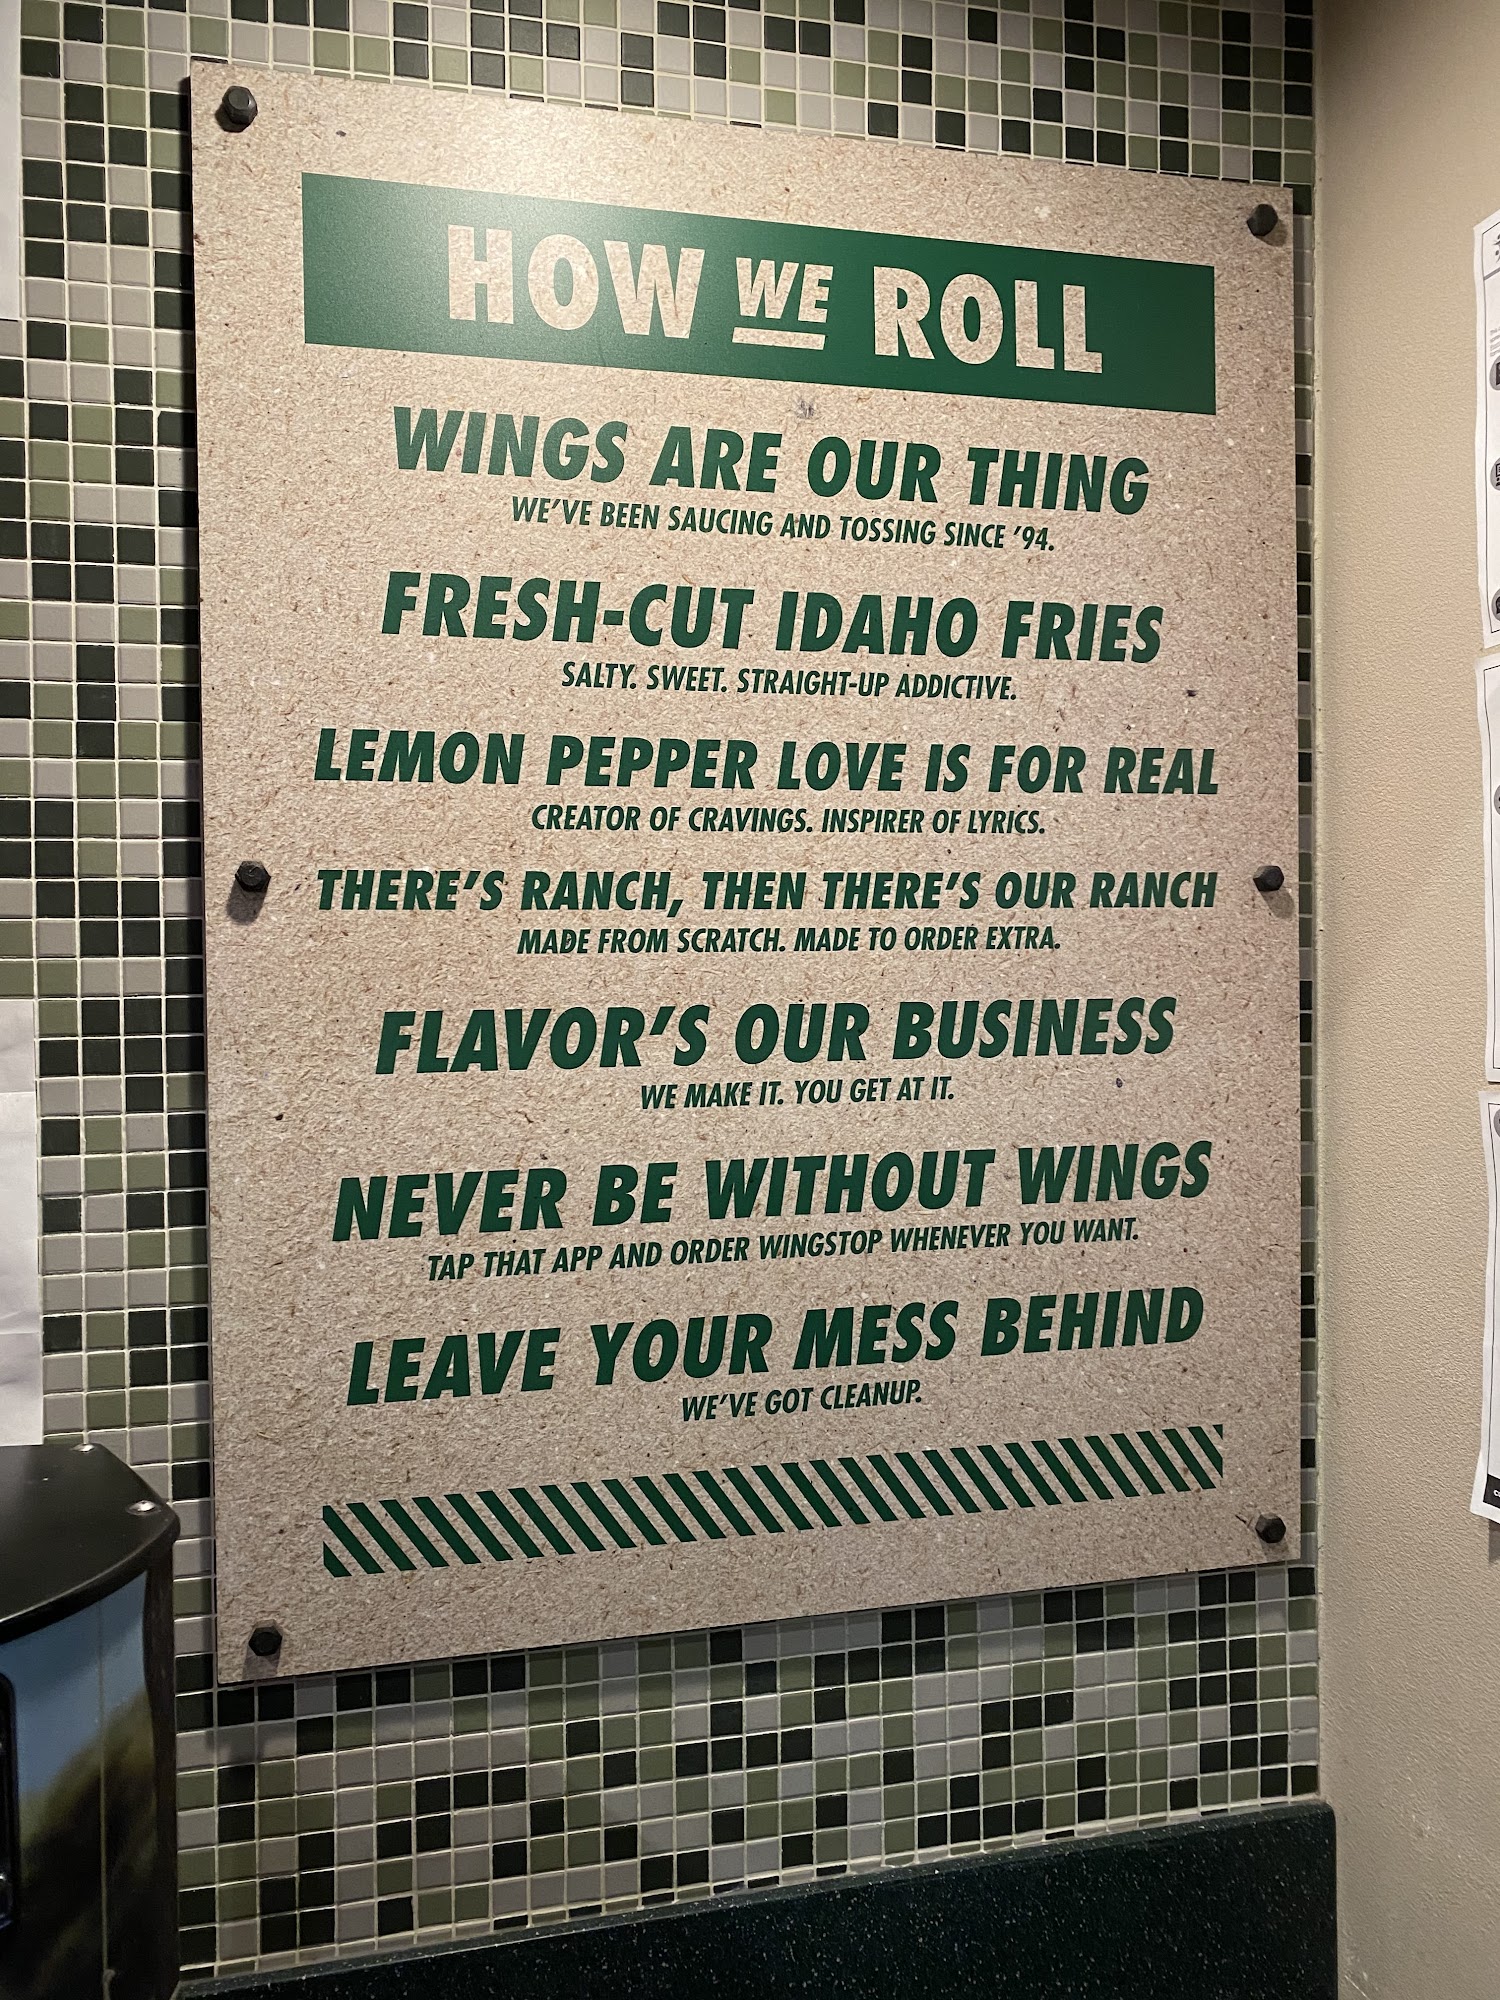 HOW WE ROLL
WINGS ARE OUR THING
WE'VE BEEN SAUCING AND TOSSING SINCE '94.
FRESH-CUT IDAHO FRIES
SALTY. SWEET. STRAIGHT-UP ADDICTIVE.
LEMON PEPPER LOVE IS FOR REAL
CREATOR OF CRAVINGS. INSPIRER OF LYRICS.
THERE'S RANCH, THEN THERE'S OUR RANCH
MADE FROM SCRATCH. MADE TO ORDER EXTRA.
FLAVOR'S OUR BUSINESS
WE MAKE IT. YOU GET AT IT.
NEVER BE WITHOUT WINGS
TAP THAT APP AND ORDER WINGSTOP WHENEVER YOU WANT.
LEAVE YOUR MESS BEHIND
WE'VE GOT CLEANUP.